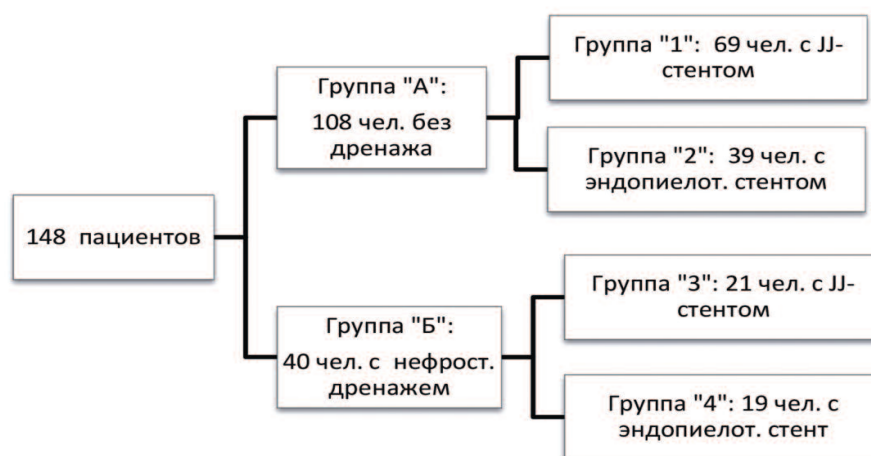 148 пациентов
Группа "А":
108 чел. без
дренажа
Группа "1": 69 чел. с JJ-
стентом
Группа "2": 39 чел. с
эндопиелот. стентом
Группа "Б":
40 чел. с нефрост.
дренажем
Группа "3": 21 чел. с JJ-
стентом
Группа "4": 19 чел. с
эндопиелот. стент